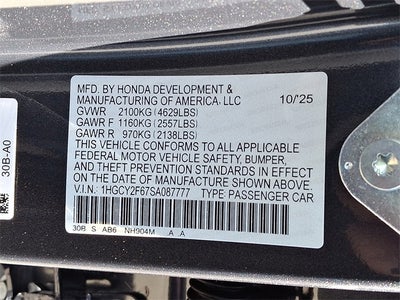 MFD. BY HONDA DEVELOPMENT &
MANUFACTURING OF AMERICA, LLC 10/'25
GVWR 2100KG (4629LBS)
GAWR F 1160KG (2557LBS)
GAWR R 970KG (2138LBS)
THIS VEHICLE CONFORMS TO ALL APPLICABLE
FEDERAL MOTOR VEHICLE SAFETY, BUMPER,
AND THEFT PREVENTION STANDARDS IN EFFECT
ON THE DATE OF MANUFACTURE SHOWN ABOVE.
V.I.N.: 1HGCY2F67SA087777 TYPE: PASSENGER CAR
30B S AB6 NH904M A A
30B-A0